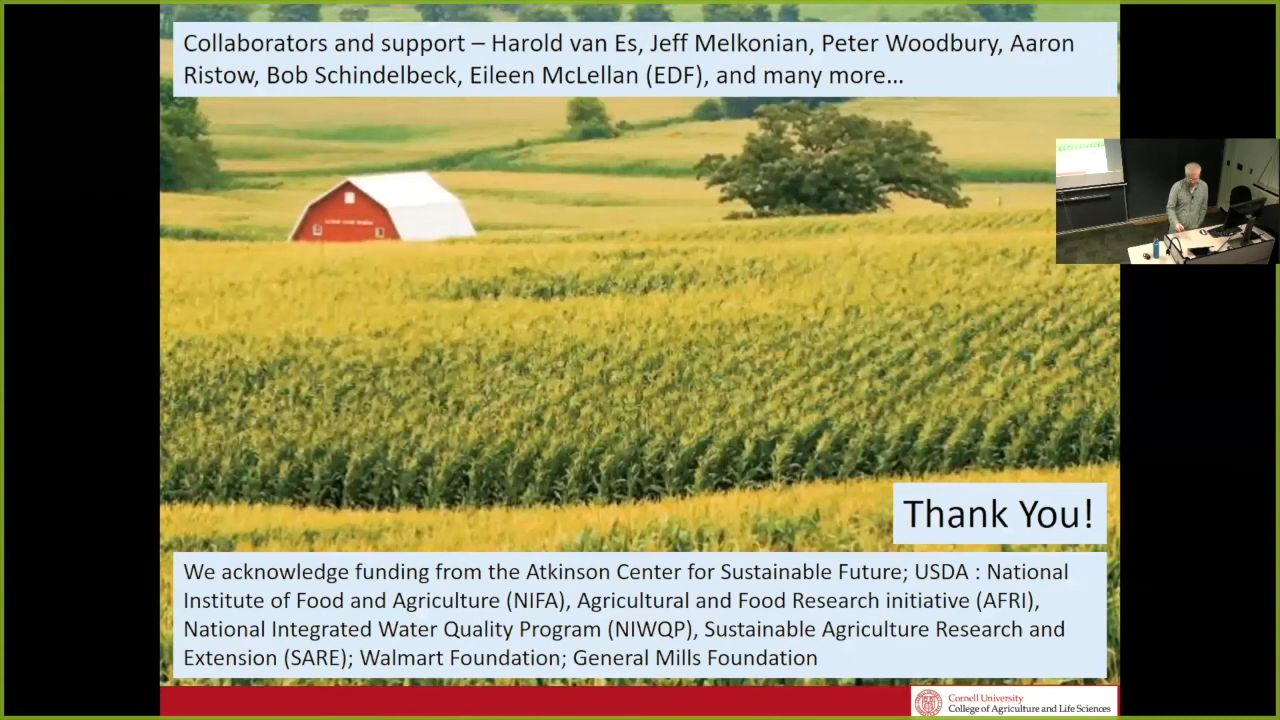 Collaborators and support – Harold van Es, Jeff Melkonian, Peter Woodbury, Aaron
Ristow, Bob Schindelbeck, Eileen McLellan (EDF), and many more…
Thank You!
We acknowledge funding from the Atkinson Center for Sustainable Future; USDA : National
Institute of Food and Agriculture (NIFA), Agricultural and Food Research initiative (AFRI),
National Integrated Water Quality Program (NIWQP), Sustainable Agriculture Research and
Extension (SARE); Walmart Foundation; General Mills Foundation
Cornell University
College of Agriculture and Life Sciences